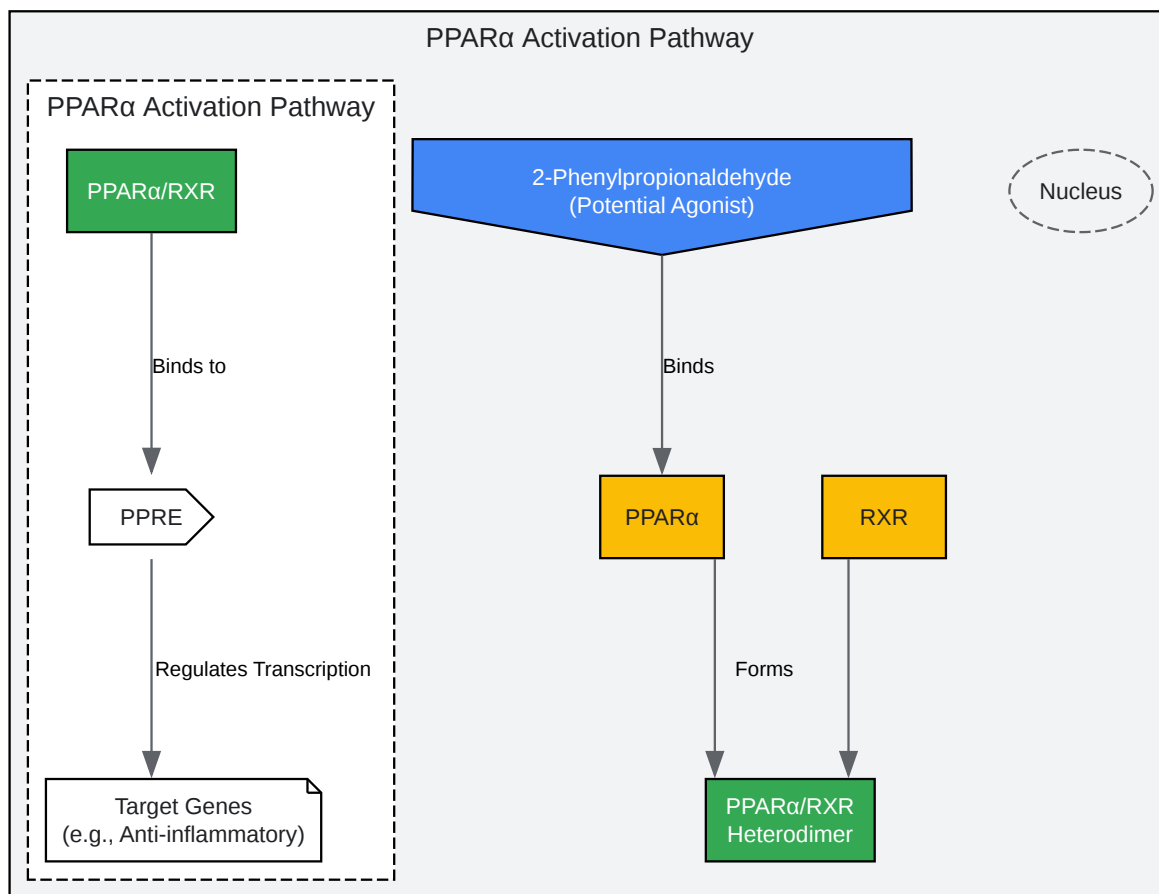 PPARα Activation Pathway
PPARα Activation Pathway
PPARα/RXR
Binds to
PPRE
Regulates Transcription
Target Genes
(e.g., Anti-inflammatory)
2-Phenylpropionaldehyde
(Potential Agonist)
Binds
PPARα
RXR
Forms
PPARα/RXR
Heterodimer
Nucleus